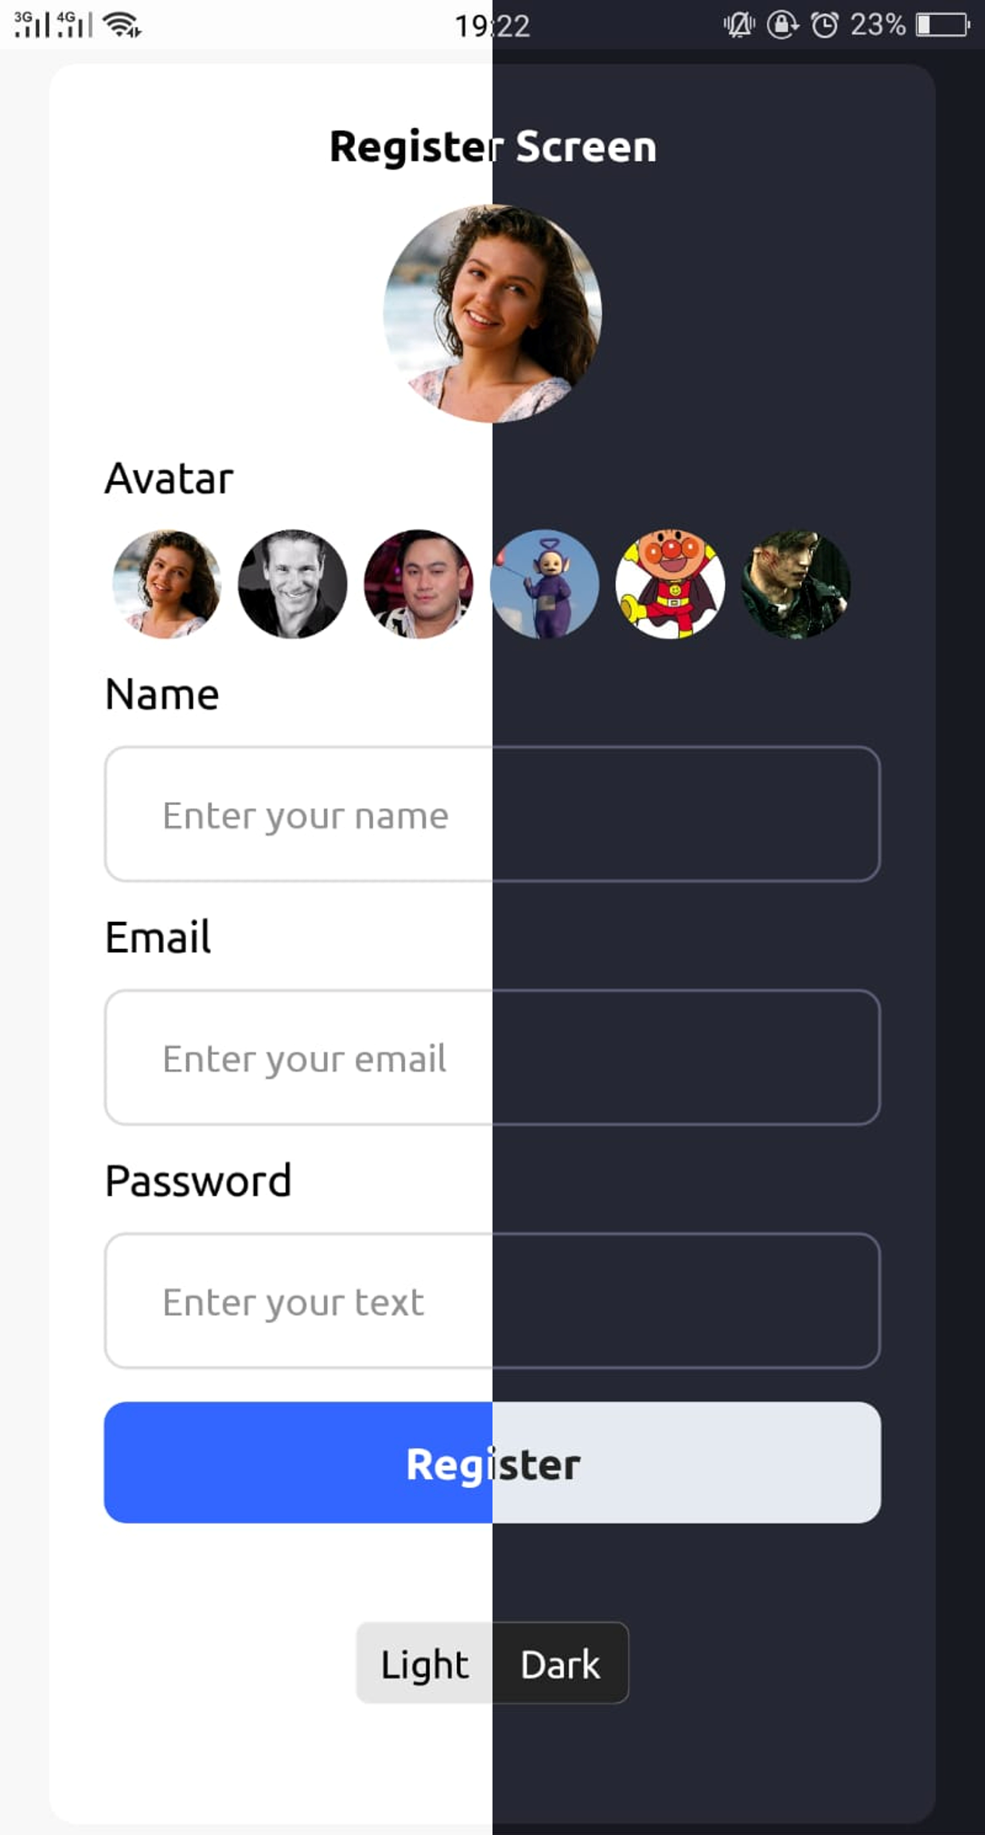 3G 4G 19:22 23%
Register Screen
Avatar
Name
Enter your name
Email
Enter your email
Password
Enter your text
Register
Light Dark